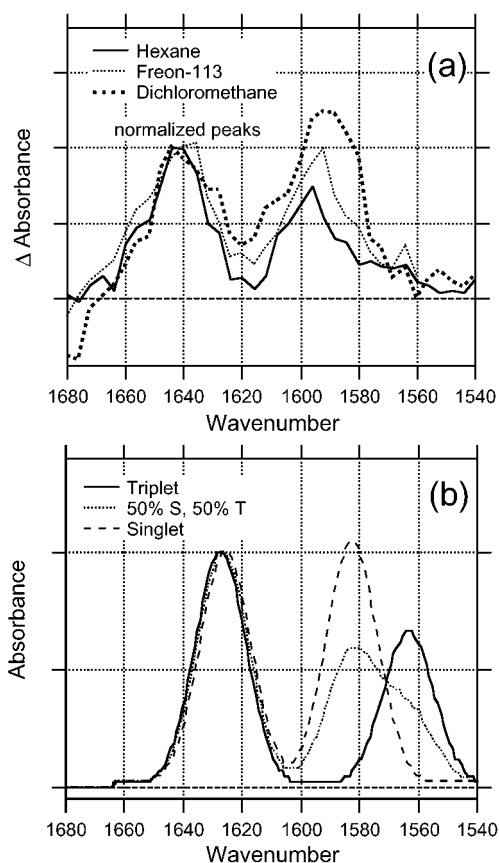 (a)
Hexane
Freon-113
Dichloromethane
normalized peaks
Δ Absorbance
1680 1660 1640 1620 1600 1580 1560 1540
Wavenumber
(b)
Triplet
50% S, 50% T
Singlet
Absorbance
1680 1660 1640 1620 1600 1580 1560 1540
Wavenumber